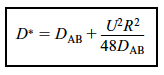 D* = D_AB + U²R² / 48D_AB